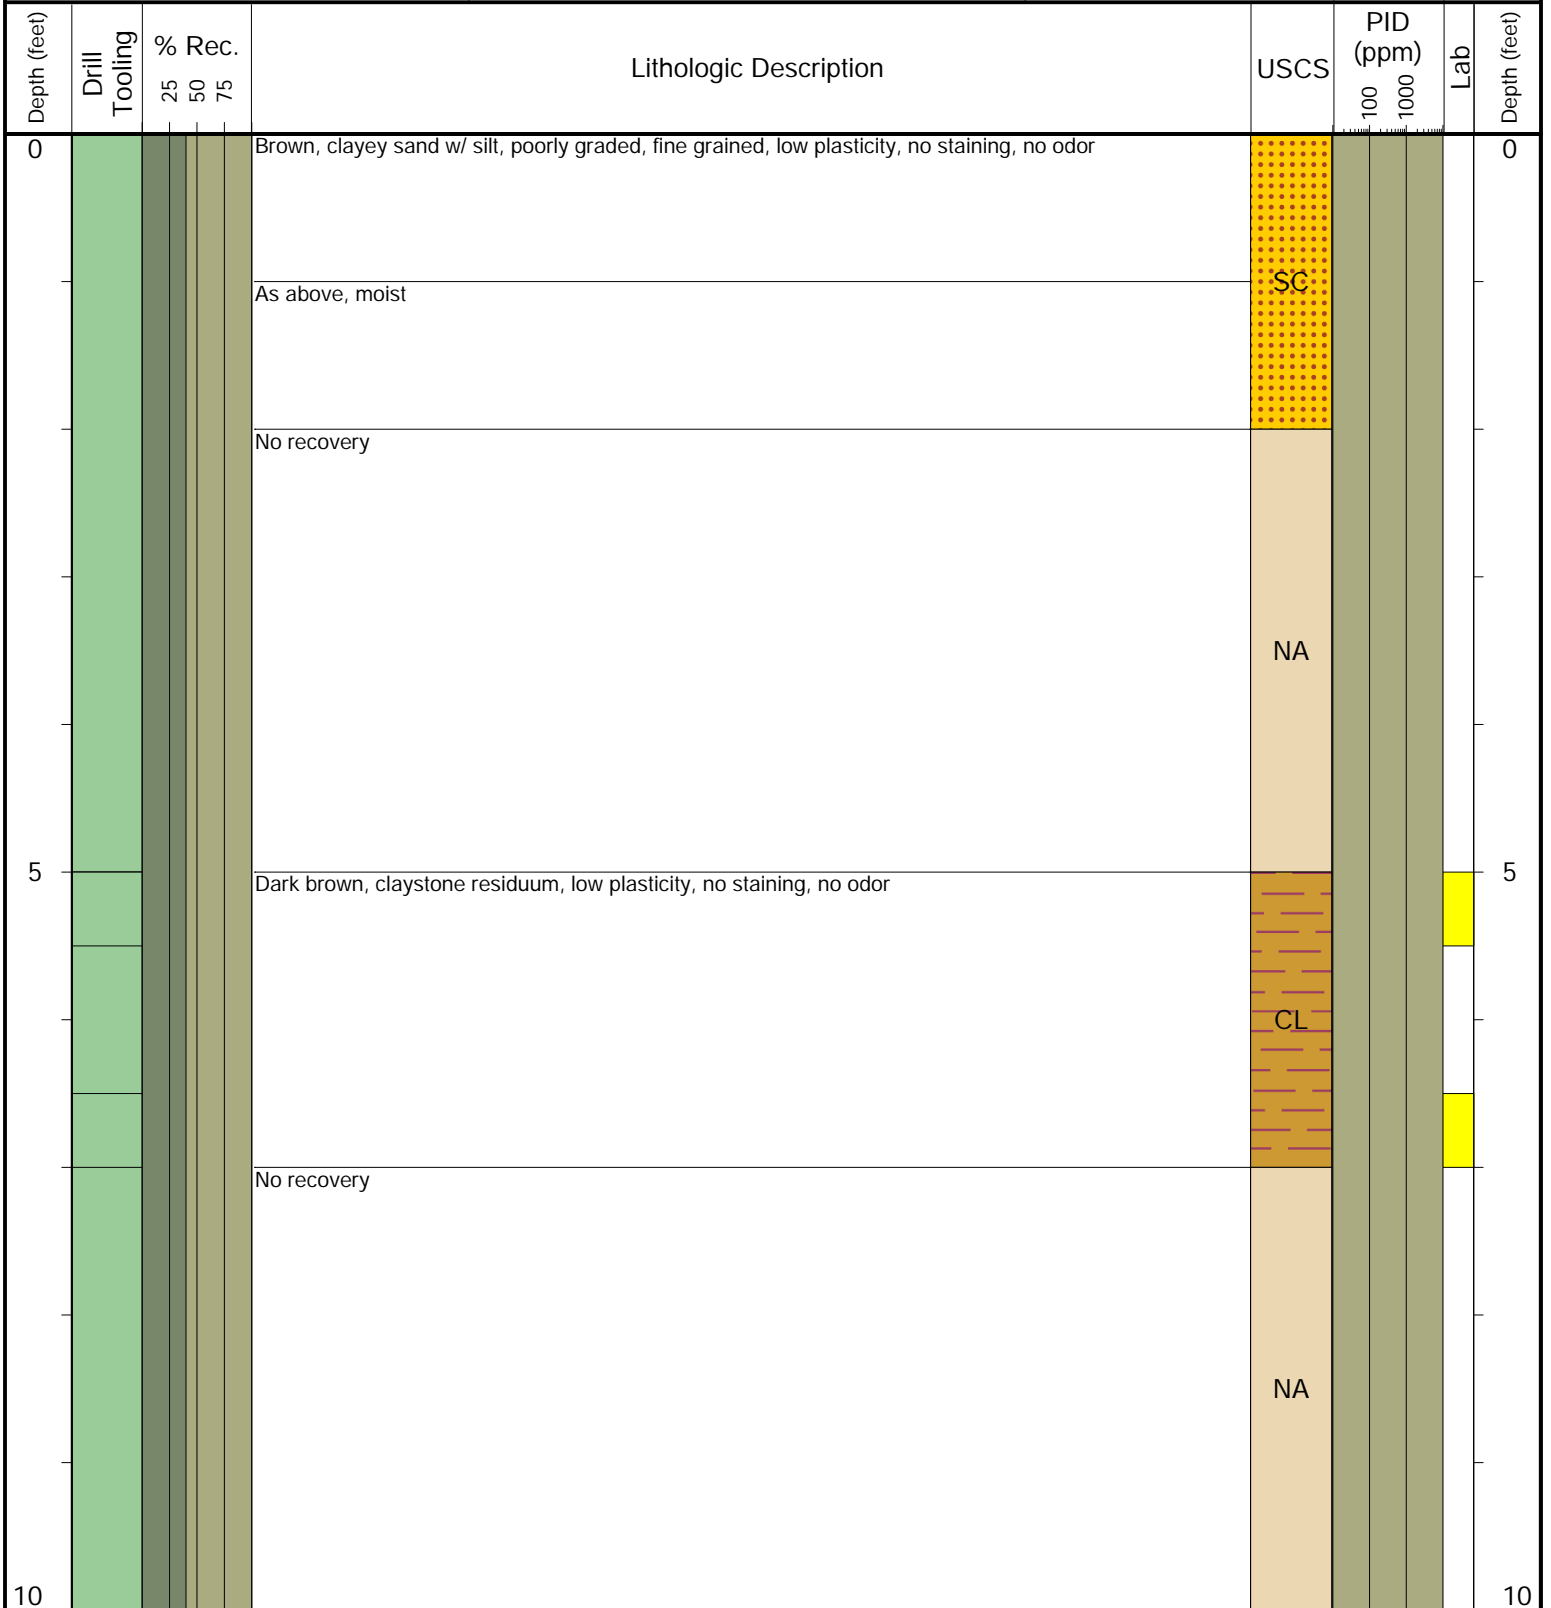 Depth (feet)
Drill
Tooling
% Rec.
25
50
75
Lithologic Description
USCS
PID
(ppm)
100
1000
Lab
Depth (feet)
0
Brown, clayey sand w/ silt, poorly graded, fine grained, low plasticity, no staining, no odor
0
SC
As above, moist
No recovery
NA
5
Dark brown, claystone residuum, low plasticity, no staining, no odor
5
CL
No recovery
NA
10
10